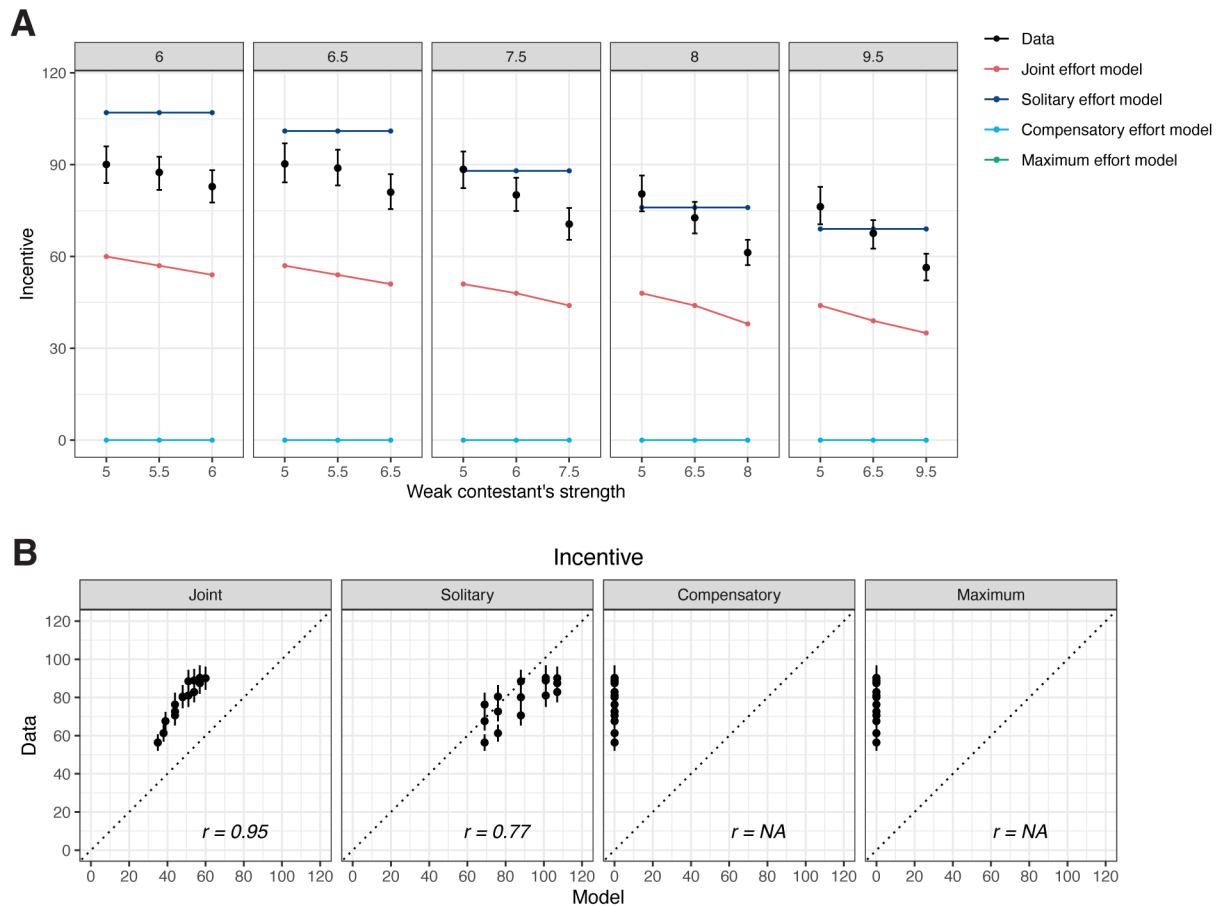 A
6 6.5 7.5 8 9.5
Data
Joint effort model
Solitary effort model
Compensatory effort model
Maximum effort model
120
90
60
30
0
Incentive
5 5.5 6 5 5.5 6.5 5 6 7.5 5 6.5 8 5 6.5 9.5
Weak contestant's strength
B
Incentive
Joint Solitary Compensatory Maximum
120
100
80
60
40
20
0
Data
r = 0.95 r = 0.77 r = NA r = NA
0 20 40 60 80 100 120 0 20 40 60 80 100 120 0 20 40 60 80 100 120 0 20 40 60 80 100 120
Model